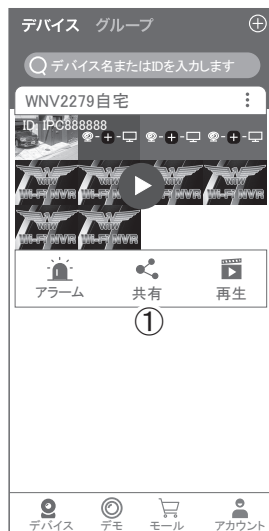 デバイス グループ
デバイス名またはIDを入力します
WNV2279自宅
ID: IPC888888
WI-FI NVR WI-FI NVR WI-FI NVR WI-FI NVR
WI-FI NVR WI-FI NVR
アラーム 共有 再生
①
デバイス デモ モール アカウント